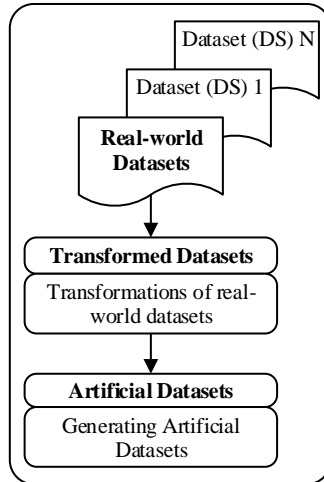 Dataset (DS) N
Dataset (DS) 1
Real-world
Datasets
Transformed Datasets
Transformations of real-
world datasets
Artificial Datasets
Generating Artificial
Datasets